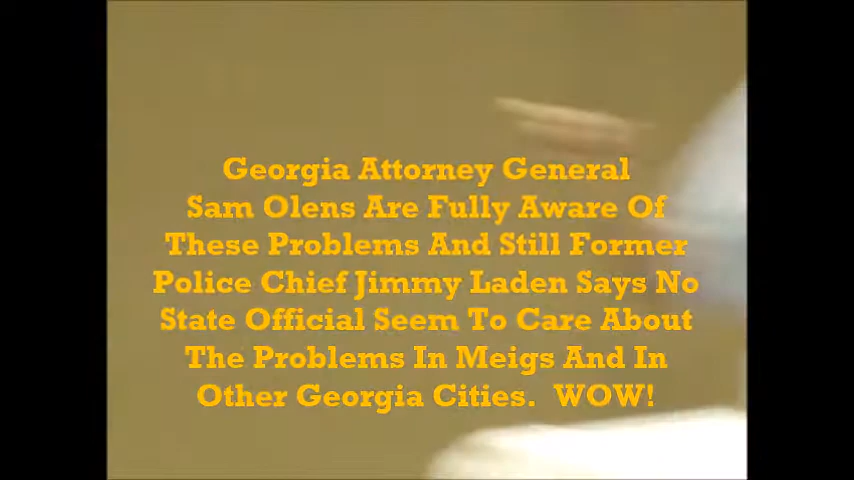 Georgia Attorney General
Sam Olens Are Fully Aware Of
These Problems And Still Former
Police Chief Jimmy Laden Says No
State Official Seem To Care About
The Problems In Meigs And In
Other Georgia Cities.  WOW!